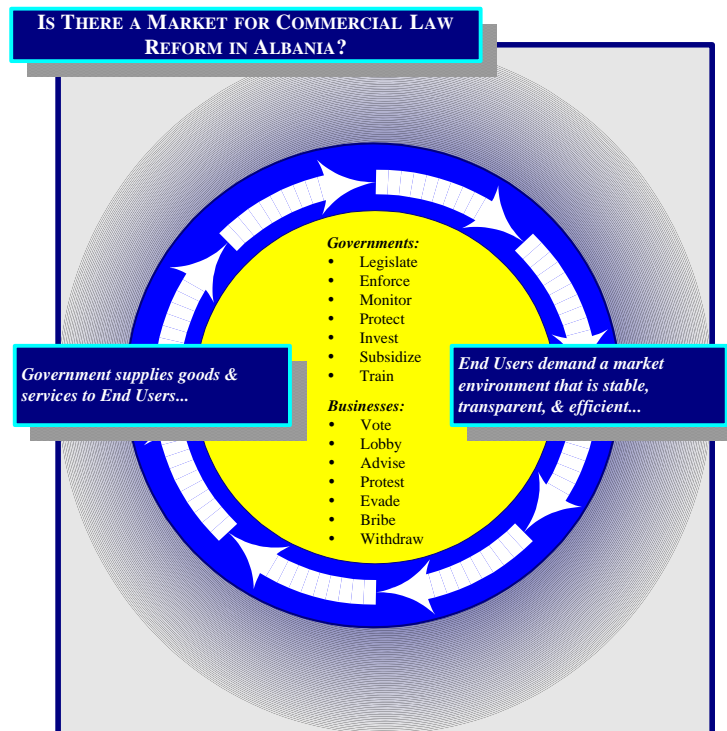 IS THERE A MARKET FOR COMMERCIAL LAW
REFORM IN ALBANIA?
Governments:
• Legislate
• Enforce
• Monitor
• Protect
• Invest
• Subsidize
• Train
Government supplies goods &
services to End Users...
End Users demand a market
environment that is stable,
transparent, & efficient...
Businesses:
• Vote
• Lobby
• Advise
• Protest
• Evade
• Bribe
• Withdraw